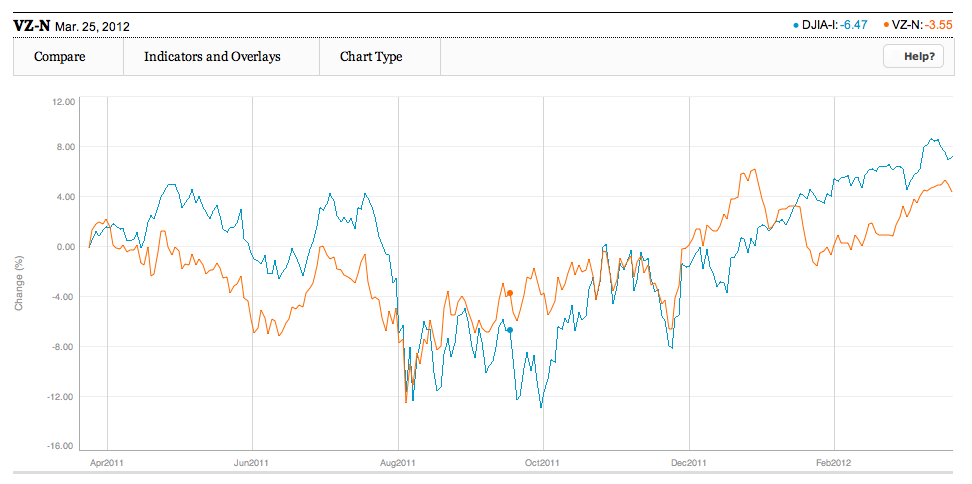 VZ-N Mar. 25, 2012 DJIA-I: -6.47 VZ-N: -3.55
Compare Indicators and Overlays Chart Type Help?
Change (%)
12.00
8.00
4.00
0.00
-4.00
-8.00
-12.00
-16.00
Apr2011 Jun2011 Aug2011 Oct2011 Dec2011 Feb2012